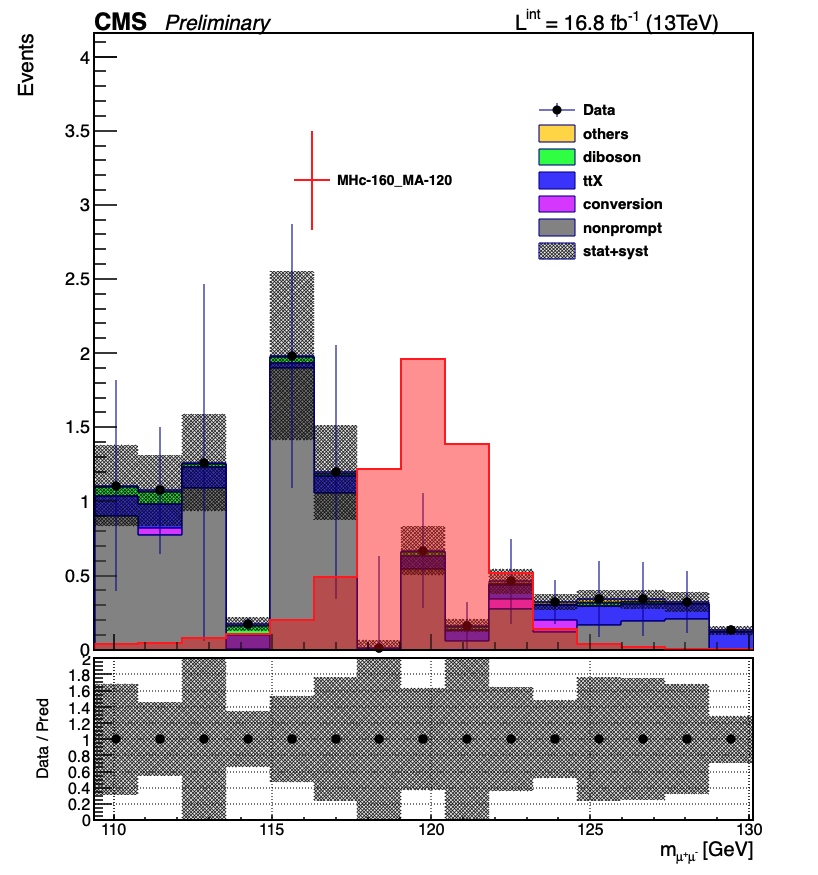 CMS Preliminary L^int = 16.8 fb⁻¹ (13TeV)
Events
4
3.5
3
2.5
2
1.5
1
0.5
0
MHc-160_MA-120
Data
others
diboson
ttX
conversion
nonprompt
stat+syst
Data / Pred
2
1.8
1.6
1.4
1.2
1
0.8
0.6
0.4
0.2
0
110 115 120 125 130
m_μ⁺μ⁻ [GeV]